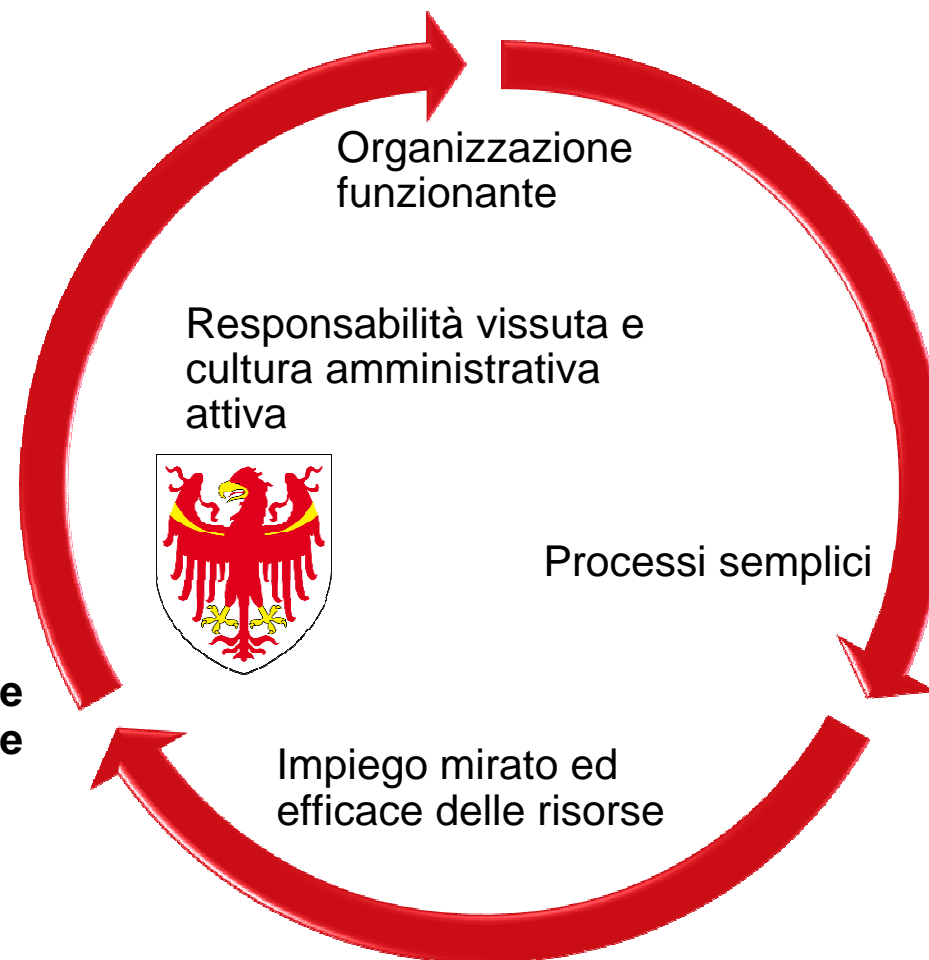 Organizzazione
funzionante
Responsabilità vissuta e
cultura amministrativa
attiva
Processi semplici
e
e
Impiego mirato ed
efficace delle risorse